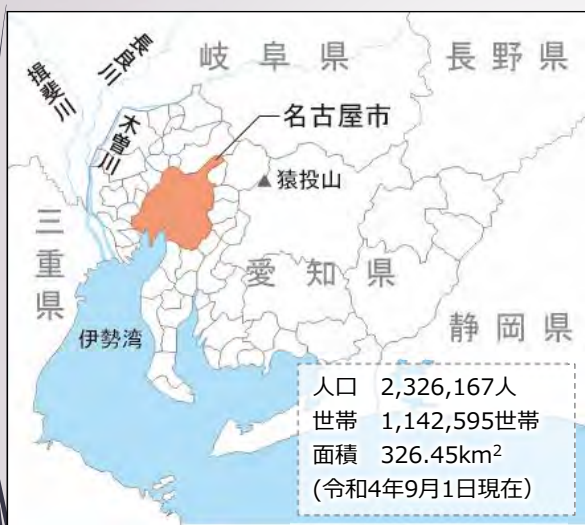 岐阜県
長野県
長良川
揖斐川
木曽川
名古屋市
▲猿投山
三重県
愛知県
静岡県
伊勢湾
人口 2,326,167人
世帯 1,142,595世帯
面積 326.45km²
(令和4年9月1日現在)